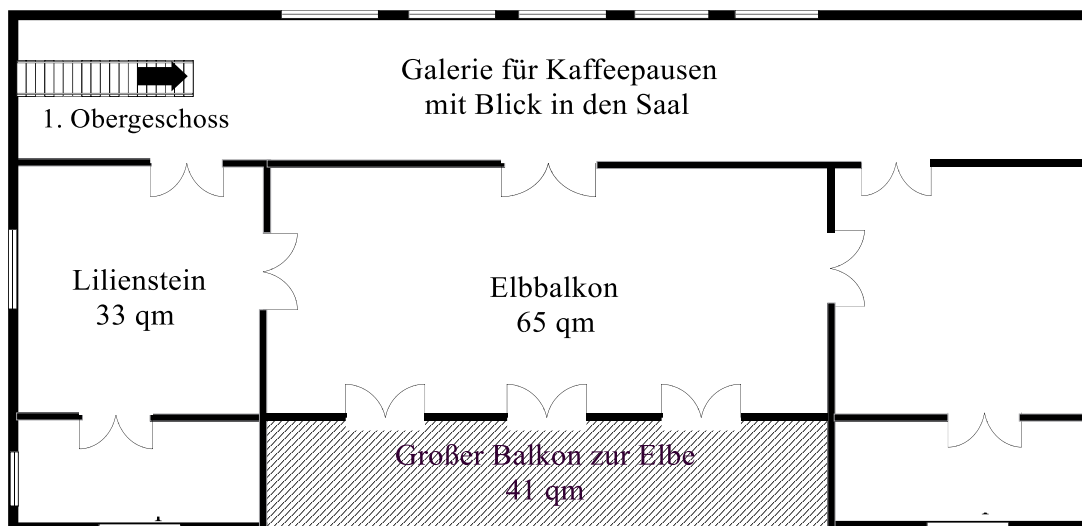 Galerie für Kaffeepausen
mit Blick in den Saal
1. Obergeschoss
Lilienstein
33 qm
Elbbalkon
65 qm
Großer Balkon zur Elbe
41 qm